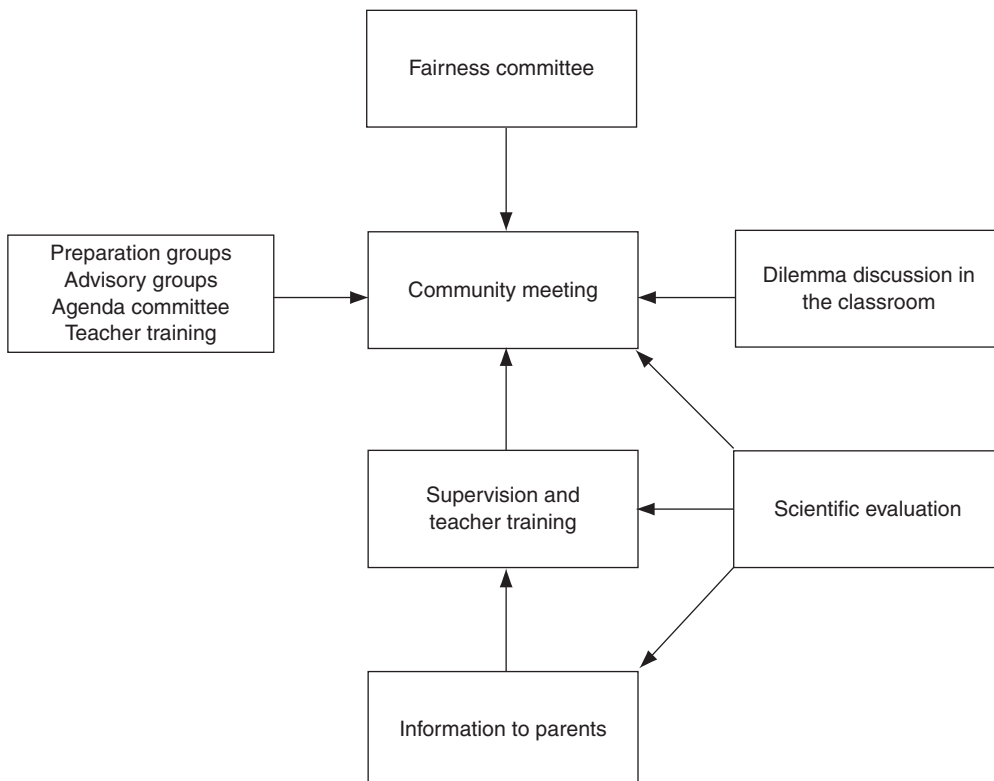 Fairness committee
Preparation groups
Advisory groups
Agenda committee
Teacher training
Community meeting
Dilemma discussion in
the classroom
Supervision and
teacher training
Scientific evaluation
Information to parents